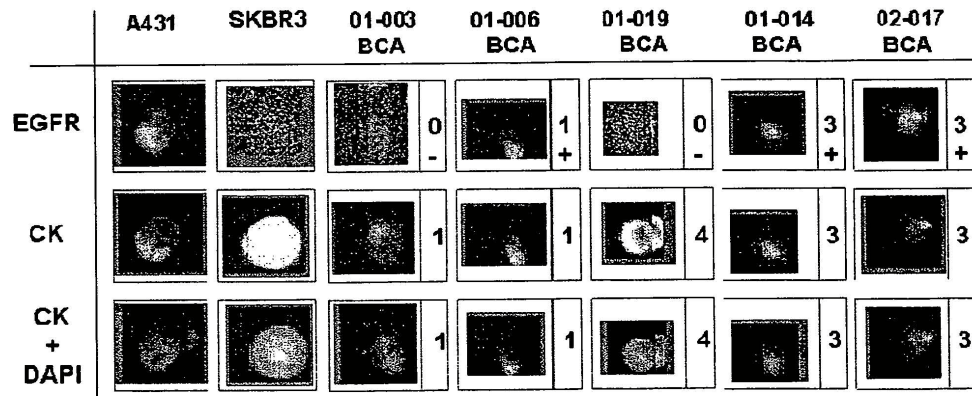 A431 SKBR3 01-003 01-006 01-019 01-014 02-017
BCA BCA BCA BCA BCA
EGFR 0 1 0 3 3
- + - + +
CK 1 1 4 3 3
CK
+ 1 1 4 3 3
DAPI